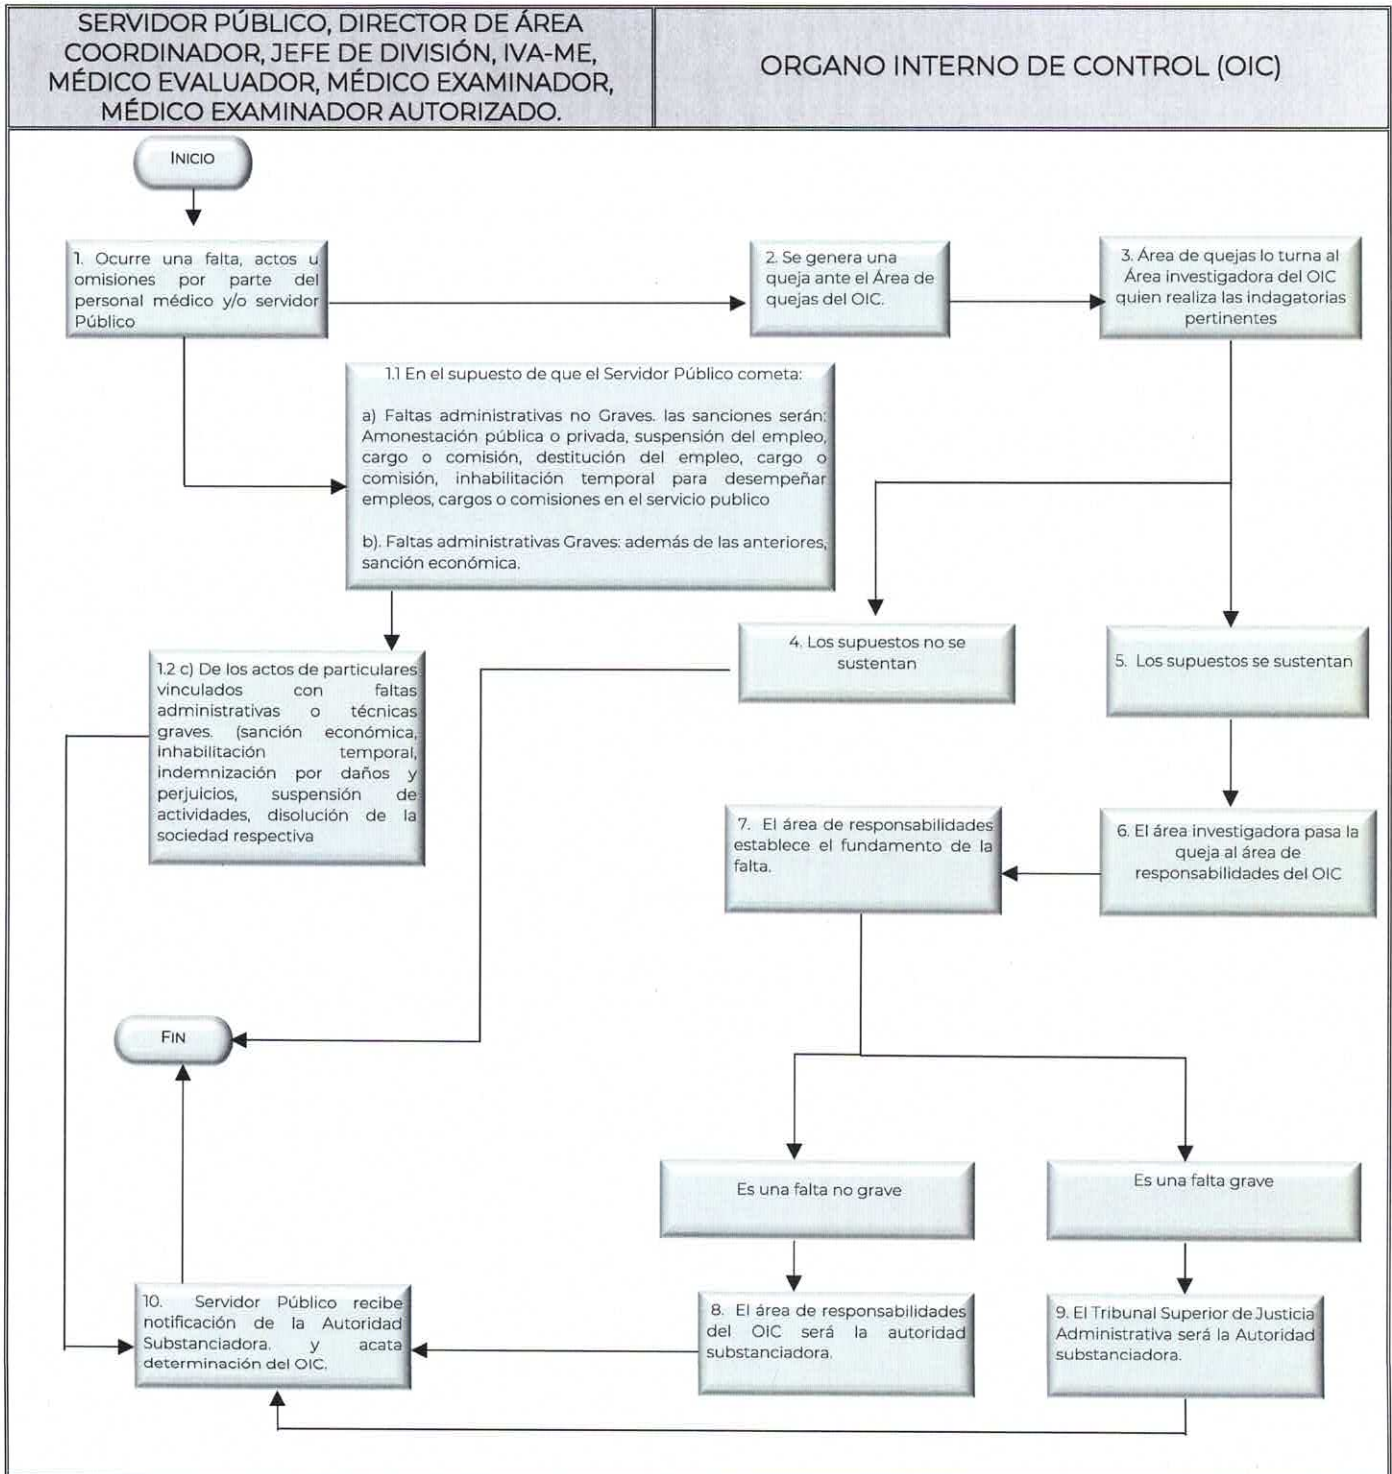 SERVIDOR PÚBLICO, DIRECTOR DE ÁREA
COORDINADOR, JEFE DE DIVISIÓN, IVA-ME,
MÉDICO EVALUADOR, MÉDICO EXAMINADOR,
MÉDICO EXAMINADOR AUTORIZADO.
ORGANO INTERNO DE CONTROL (OIC)
INICIO
1. Ocurre una falta, actos u
omisiones por parte del
personal médico y/o servidor
Público
2. Se genera una
queja ante el Área de
quejas del OIC.
3. Área de quejas lo turna al
Área investigadora del OIC
quien realiza las indagatorias
pertinentes
1.1 En el supuesto de que el Servidor Público cometa:
a) Faltas administrativas no Graves. las sanciones serán:
Amonestación pública o privada, suspensión del empleo,
cargo o comisión, destitución del empleo, cargo o
comisión, inhabilitación temporal para desempeñar
empleos, cargos o comisiones en el servicio publico
b). Faltas administrativas Graves: además de las anteriores,
sanción económica.
4. Los supuestos no se
sustentan
5. Los supuestos se sustentan
1.2 c) De los actos de particulares
vinculados con faltas
administrativas o técnicas
graves. (sanción económica,
inhabilitación temporal,
indemnización por daños y
perjuicios, suspensión de
actividades, disolución de la
sociedad respectiva
7. El área de responsabilidades
establece el fundamento de la
falta.
6. El área investigadora pasa la
queja al área de
responsabilidades del OIC
FIN
Es una falta no grave
Es una falta grave
10. Servidor Público recibe
notificación de la Autoridad
Substanciadora. y acata
determinación del OIC.
8. El área de responsabilidades
del OIC será la autoridad
substanciadora.
9. El Tribunal Superior de Justicia
Administrativa será la Autoridad
substanciadora.